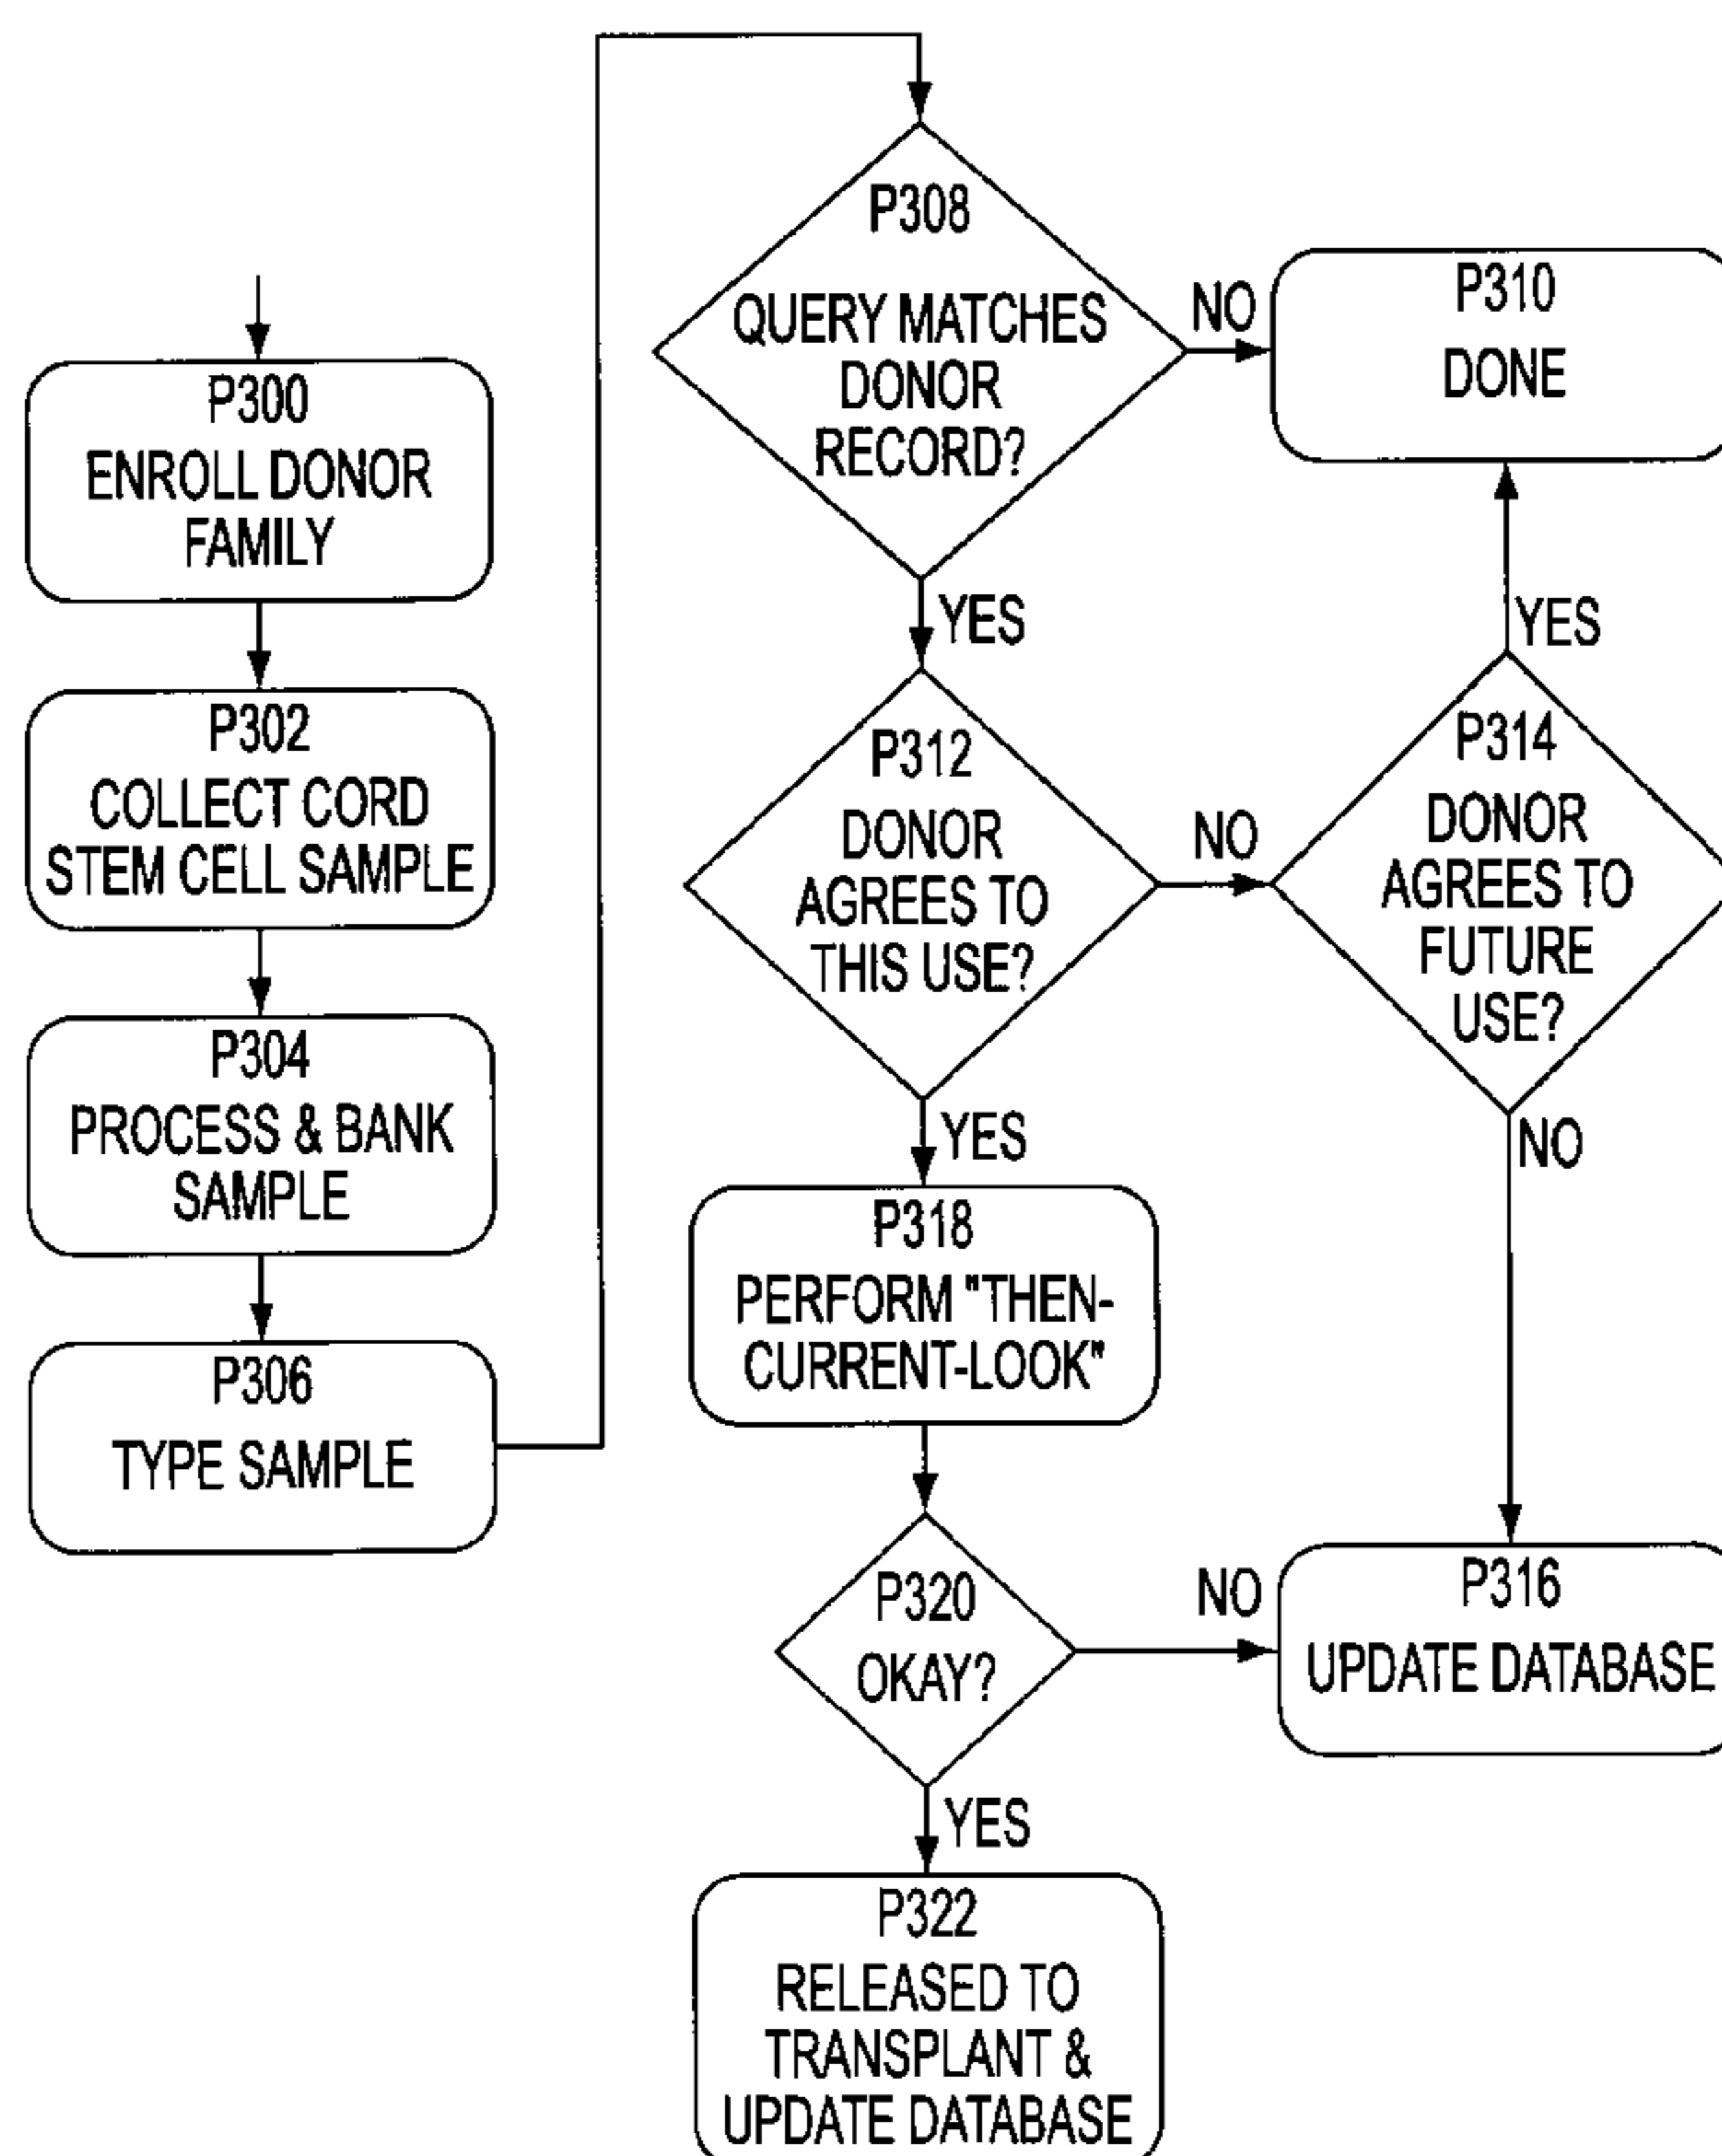 P300
ENROLL DONOR
FAMILY
P302
COLLECT CORD
STEM CELL SAMPLE
P304
PROCESS & BANK
SAMPLE
P306
TYPE SAMPLE
P308
QUERY MATCHES
DONOR
RECORD?
NO
P310
DONE
YES
P312
DONOR
AGREES TO
THIS USE?
NO
P314
DONOR
AGREES TO
FUTURE
USE?
YES
NO
YES
P318
PERFORM "THEN-
CURRENT-LOOK"
P320
OKAY?
NO
P316
UPDATE DATABASE
YES
P322
RELEASED TO
TRANSPLANT &
UPDATE DATABASE